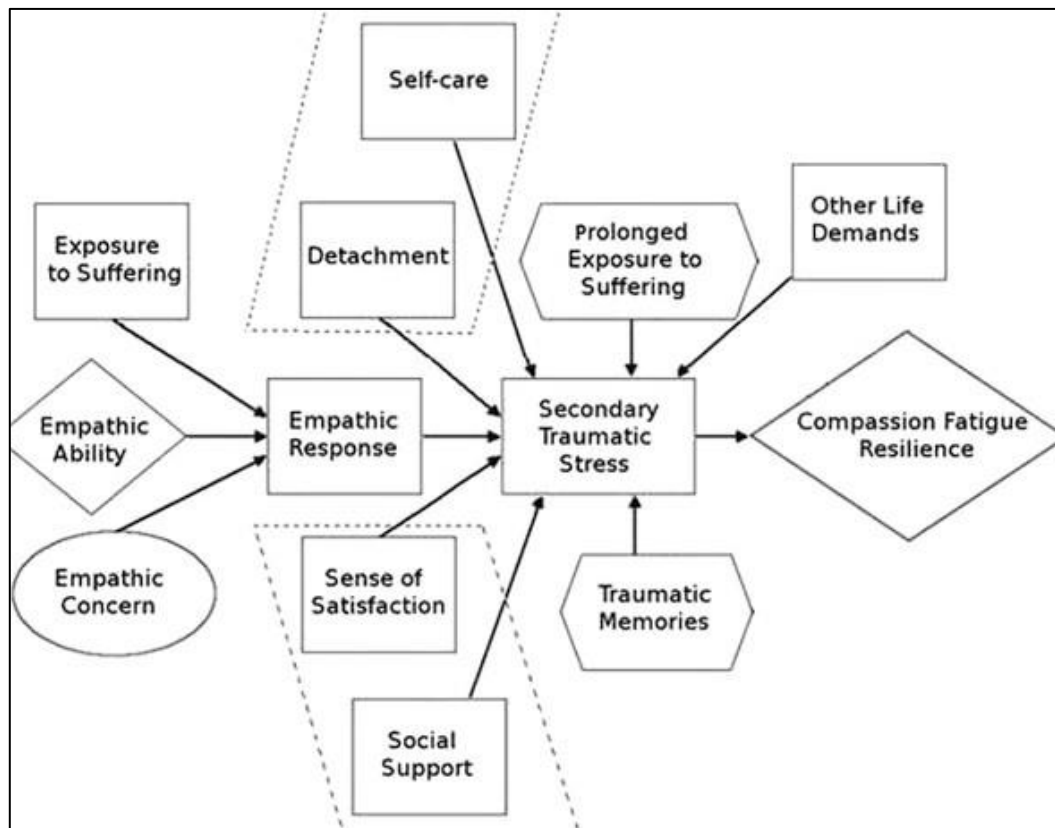 Self-care
Exposure
to Suffering
Detachment
Prolonged
Exposure to
Suffering
Other Life
Demands
Empathic
Ability
Empathic
Response
Secondary
Traumatic
Stress
Compassion Fatigue
Resilience
Empathic
Concern
Sense of
Satisfaction
Traumatic
Memories
Social
Support